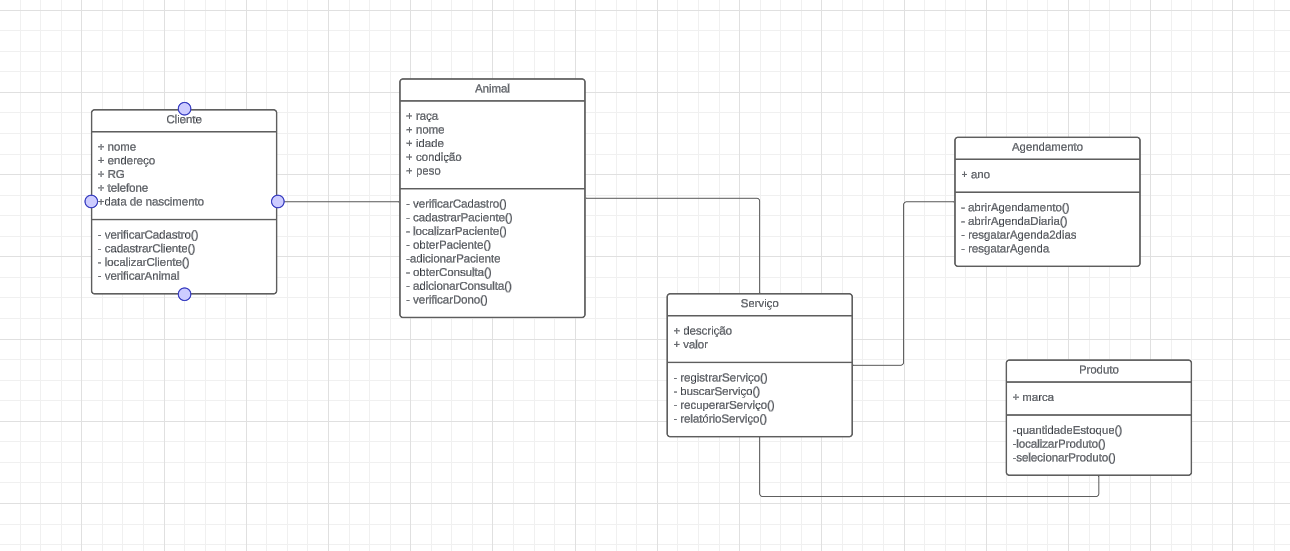 Cliente
+ nome
+ endereço
+ RG
+ telefone
+data de nascimento
- verificarCadastro()
- cadastrarCliente()
- localizarCliente()
- verificarAnimal
Animal
+ raça
+ nome
+ idade
+ condição
+ peso
- verificarCadastro()
- cadastrarPaciente()
- localizarPaciente()
- obterPaciente()
-adicionarPaciente
- obterConsulta()
- adicionarConsulta()
- verificarDono()
Serviço
+ descrição
+ valor
- registrarServiço()
- buscarServiço()
- recuperarServiço()
- relatórioServiço()
Agendamento
+ ano
- abrirAgendamento()
- abrirAgendaDiaria()
- resgatarAgenda2dias
- resgatarAgenda
Produto
+ marca
-quantidadeEstoque()
-localizarProduto()
-selecionarProduto()